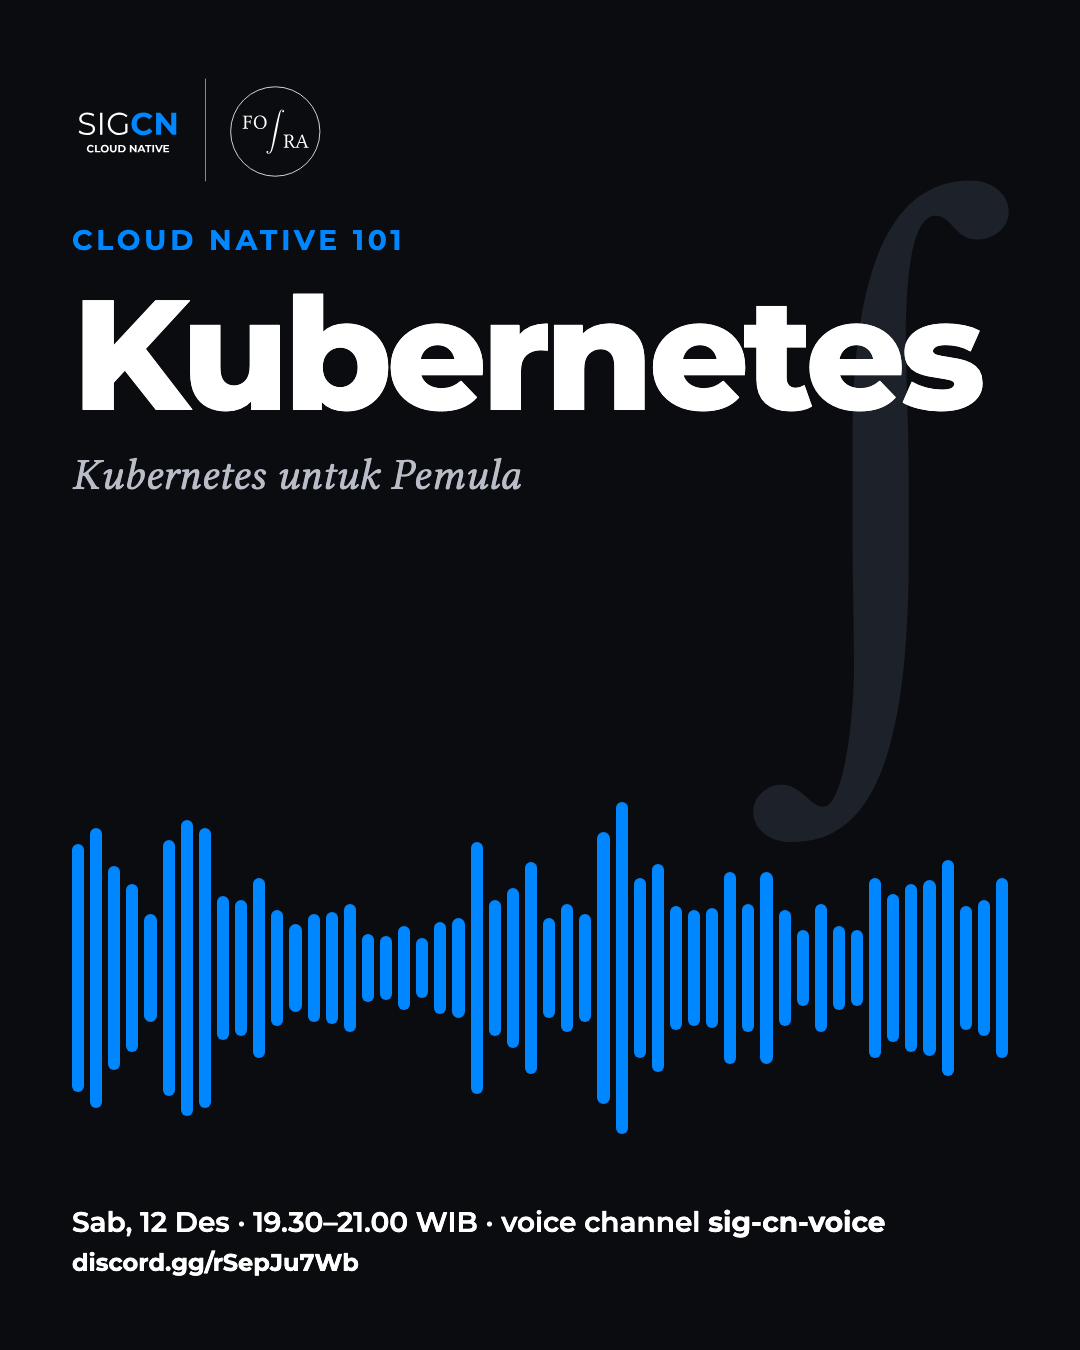 SIGCN
CLOUD NATIVE
FO∫RA
CLOUD NATIVE 101
Kubernetes
Kubernetes untuk Pemula
Sab, 12 Des · 19.30–21.00 WIB · voice channel sig-cn-voice
discord.gg/rSepJu7Wb